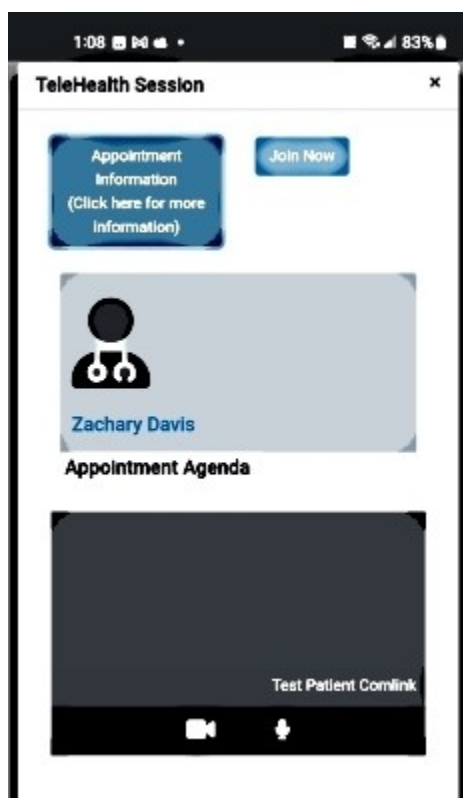 1:08 83%
TeleHealth Session ×
Appointment
Information
(Click here for more
information)
Join Now
Zachary Davis
Appointment Agenda
Test Patient Comlink